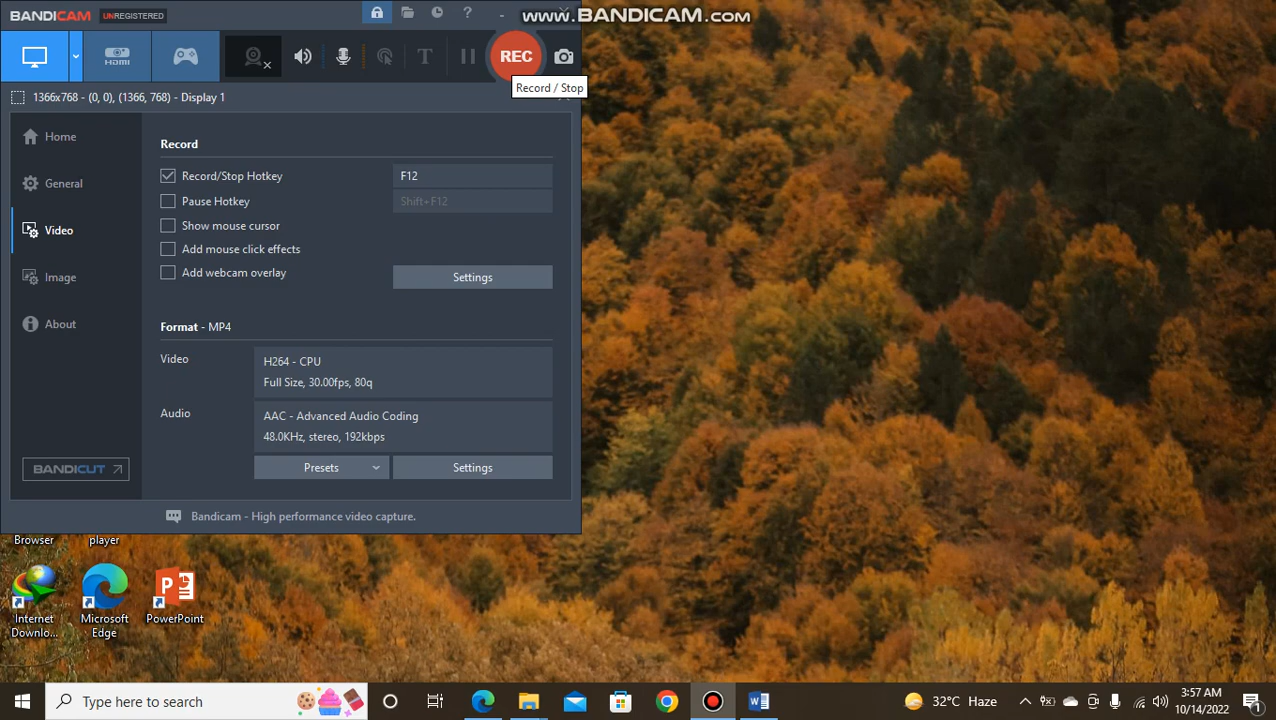 BANDICAM UNREGISTERED
www.BANDICAM.com
HDMI
T
REC
Record / Stop
1366x768 - (0, 0), (1366, 768) - Display 1
Home
General
Video
Image
About
BANDICUT
Record
Record/Stop Hotkey F12
Pause Hotkey Shift+F12
Show mouse cursor
Add mouse click effects
Add webcam overlay
Settings
Format - MP4
Video
H264 - CPU
Full Size, 30.00fps, 80q
Audio
AAC - Advanced Audio Coding
48.0KHz, stereo, 192kbps
Presets
Settings
Bandicam - High performance video capture.
Browser
player
Internet
Downlo...
Microsoft
Edge
PowerPoint
Type here to search
32°C Haze
3:57 AM
10/14/2022
1